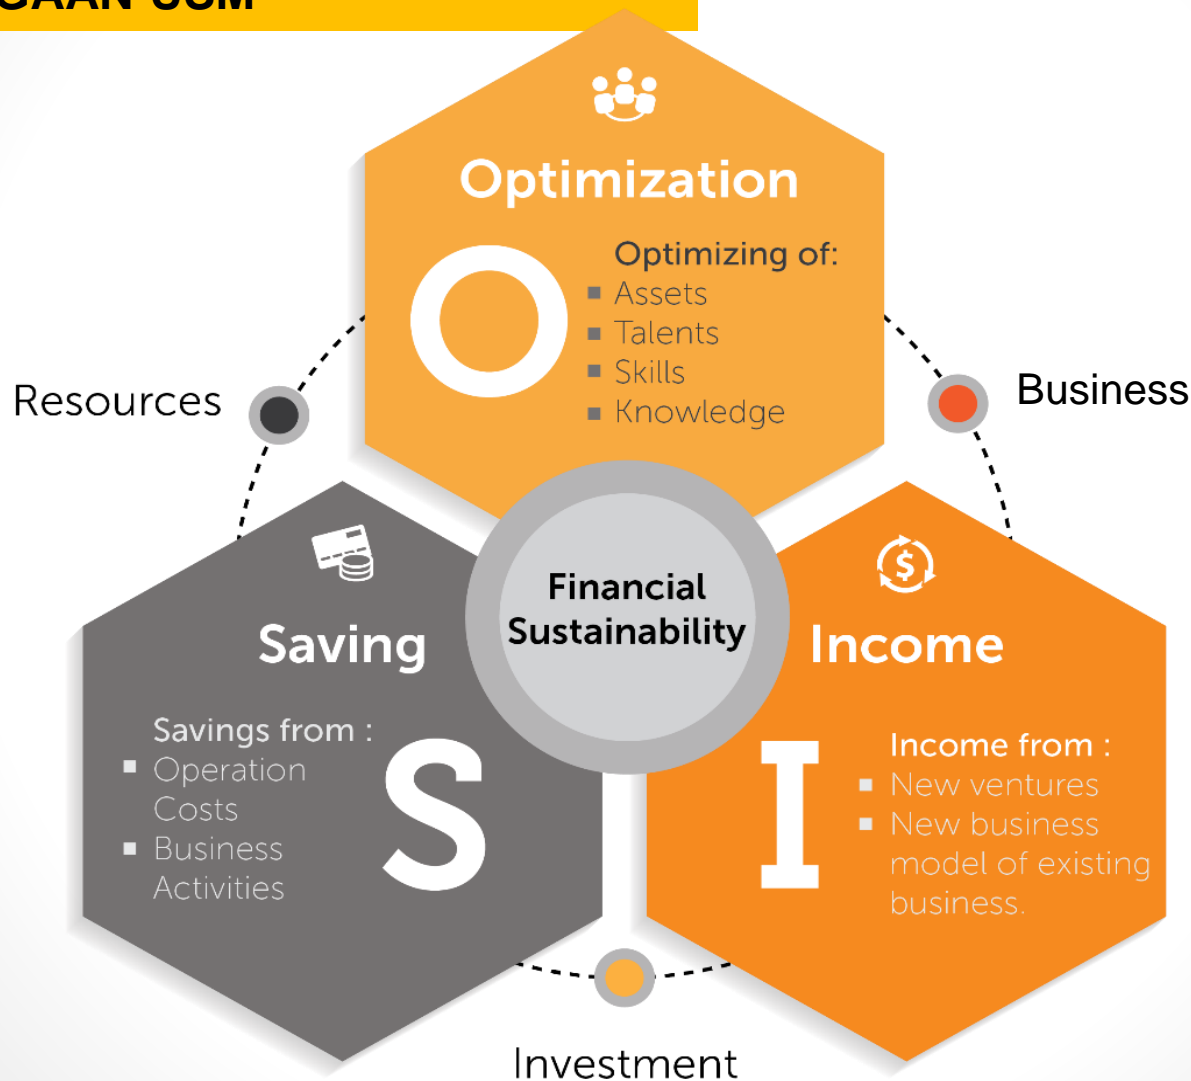 Optimization
O
Optimizing of:
▪ Assets
▪ Talents
▪ Skills
▪ Knowledge
Resources
Business
Financial
Sustainability
Saving
Savings from :
▪ Operation
Costs
▪ Business
Activities
S
Income
I
Income from :
▪ New ventures
▪ New business
model of existing
business.
Investment